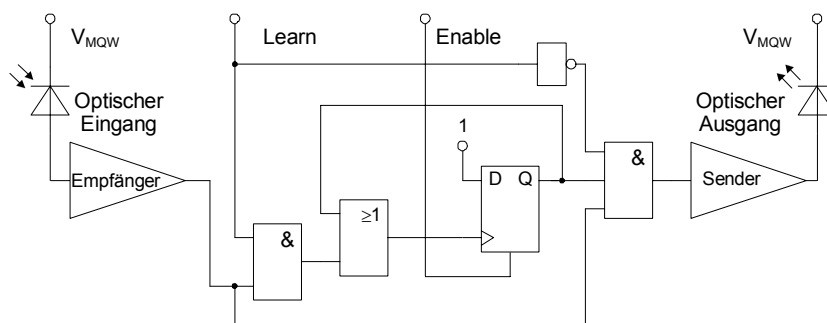 V_MQW
Learn
Enable
V_MQW
Optischer
Eingang
Optischer
Ausgang
1
&
D Q
Empfänger
≥1
Sender
&